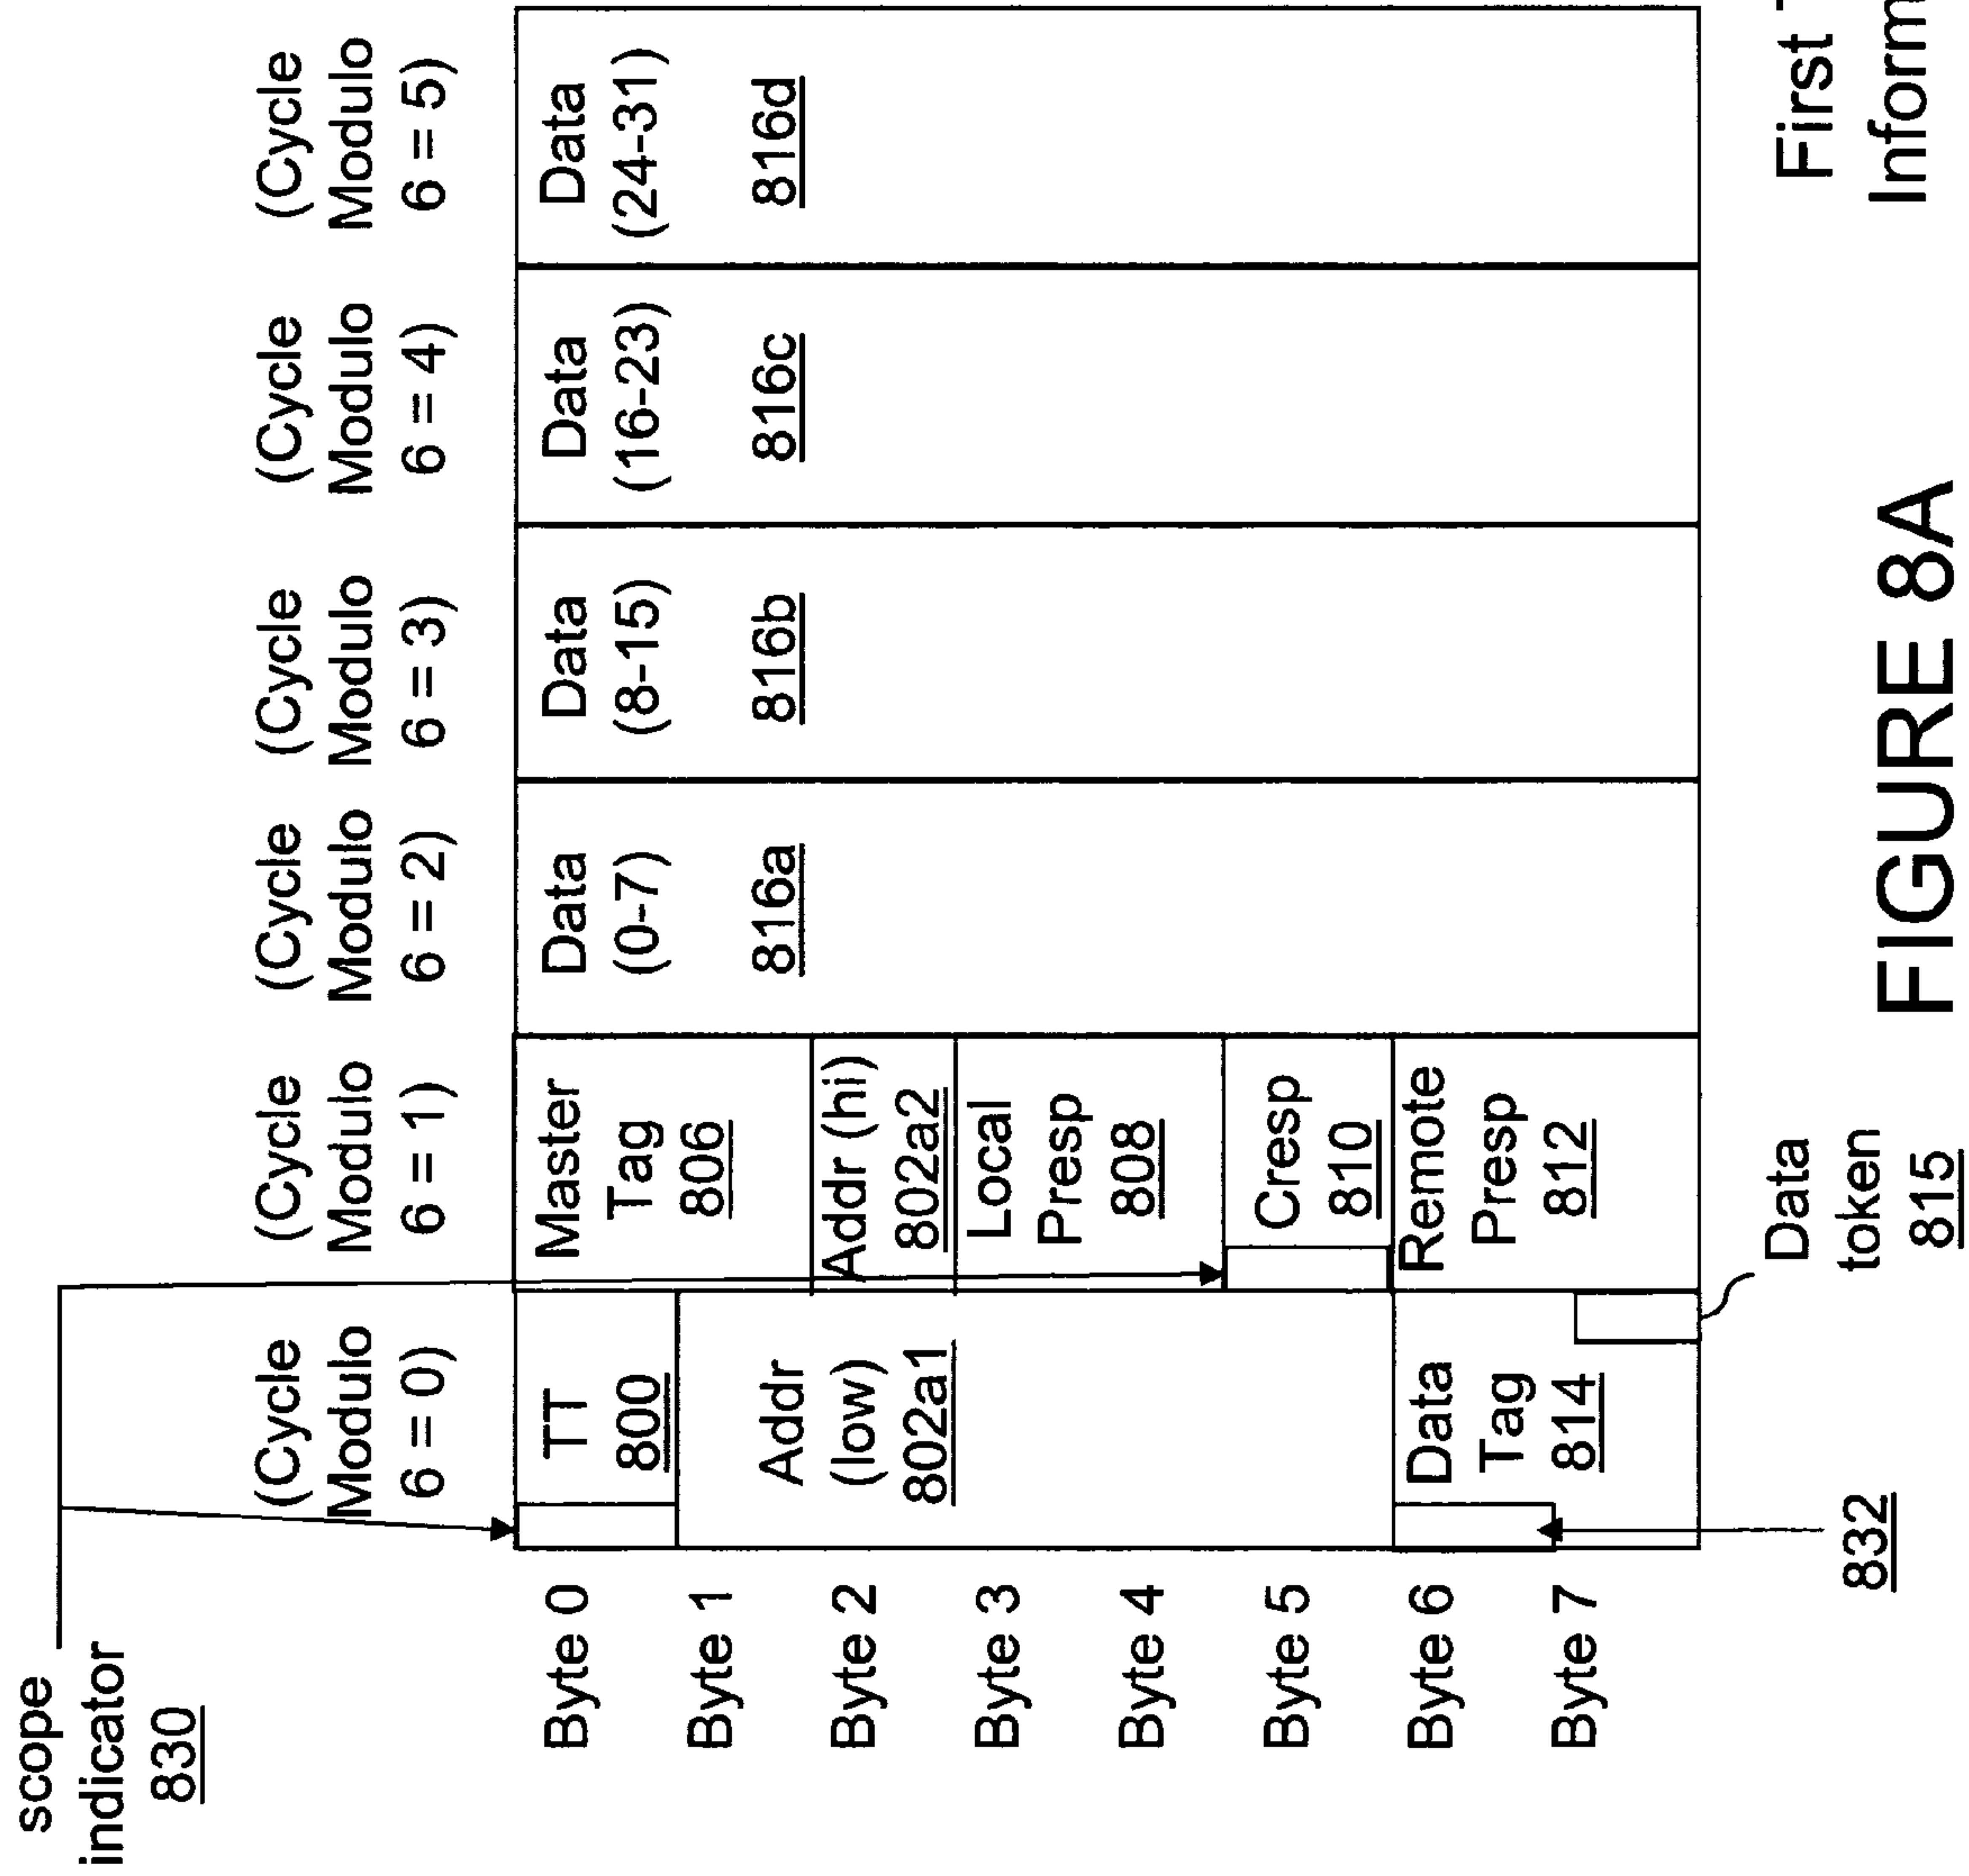 scope
indicator
830
(Cycle
Modulo
6 = 0)
(Cycle
Modulo
6 = 1)
(Cycle
Modulo
6 = 2)
(Cycle
Modulo
6 = 3)
(Cycle
Modulo
6 = 4)
(Cycle
Modulo
6 = 5)
Byte 0
Byte 1
Byte 2
Byte 3
Byte 4
Byte 5
Byte 6
Byte 7
TT
800
Addr
(low)
802a1
Data
Tag
814
Master
Tag
806
Addr (hi)
802a2
Local
Presp
808
Cresp
810
Remote
Presp
812
Data
(0-7)
816a
Data
(8-15)
816b
Data
(16-23)
816c
Data
(24-31)
816d
832
Data
token
815
First
FIGURE 8A